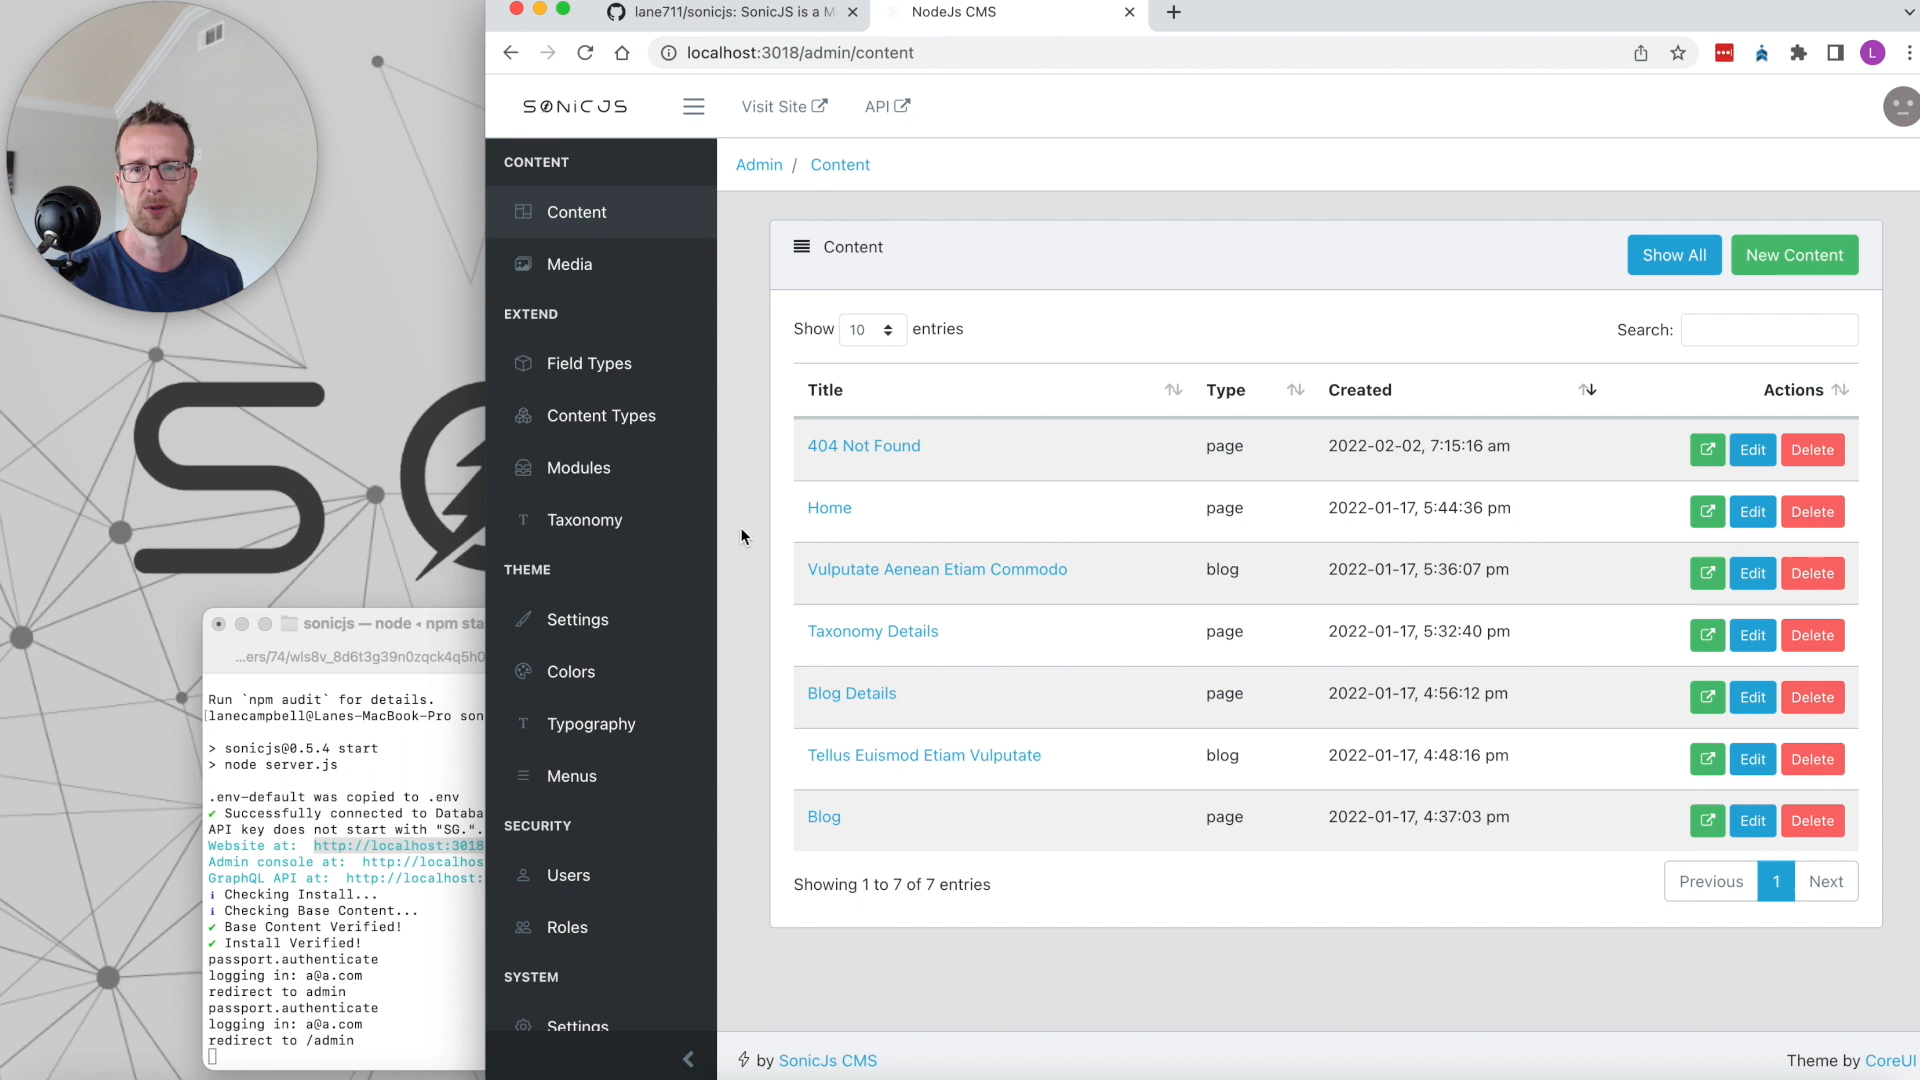 lane711/sonicjs: SonicJS is a M
NodeJs CMS
localhost:3018/admin/content
L
SONICJS
Visit Site
API
CONTENT
Content
Media
EXTEND
Field Types
Content Types
Modules
Taxonomy
THEME
Settings
Colors
Typography
Menus
SECURITY
Users
Roles
SYSTEM
Settings
Admin / Content
Content
Show All
New Content
Show 10 entries
Search:
Title Type Created Actions
404 Not Found page 2022-02-02, 7:15:16 am Edit Delete
Home page 2022-01-17, 5:44:36 pm Edit Delete
Vulputate Aenean Etiam Commodo blog 2022-01-17, 5:36:07 pm Edit Delete
Taxonomy Details page 2022-01-17, 5:32:40 pm Edit Delete
Blog Details page 2022-01-17, 4:56:12 pm Edit Delete
Tellus Euismod Etiam Vulputate blog 2022-01-17, 4:48:16 pm Edit Delete
Blog page 2022-01-17, 4:37:03 pm Edit Delete
Showing 1 to 7 of 7 entries
Previous 1 Next
by SonicJs CMS
Theme by CoreUI
sonicjs — node ◂ npm sta
...ers/74/wls8v_8d6t3g39n0zqck4q5h0
Run `npm audit` for details.
[lanecampbell@Lanes-MacBook-Pro son
> sonicjs@0.5.4 start
> node server.js
.env-default was copied to .env
✔ Successfully connected to Databa
API key does not start with "SG.".
Website at: http://localhost:3018
Admin console at: http://localhos
GraphQL API at: http://localhost:
ℹ Checking Install...
ℹ Checking Base Content...
✔ Base Content Verified!
✔ Install Verified!
passport.authenticate
logging in: a@a.com
redirect to admin
passport.authenticate
logging in: a@a.com
redirect to /admin